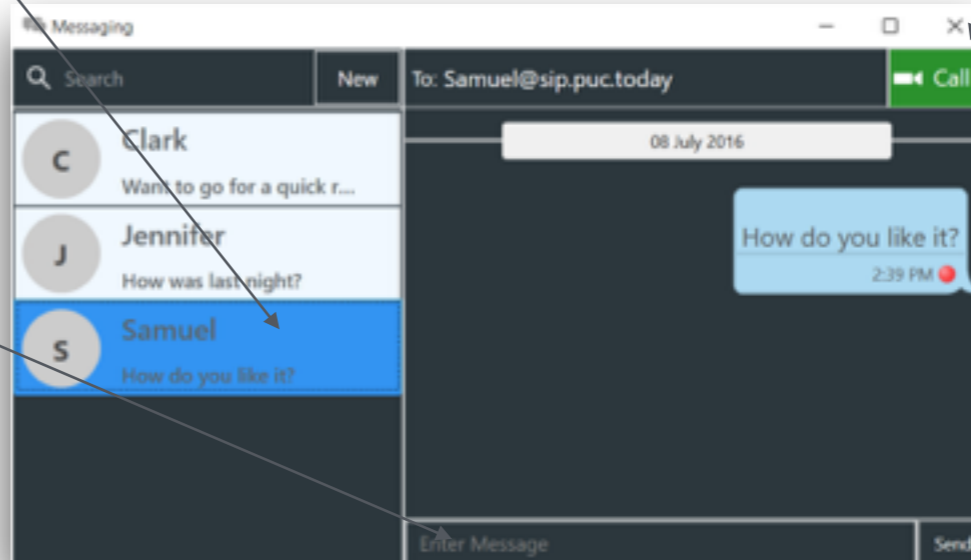 Messaging
Search
New
To: Samuel@sip.puc.today
Call
C
Clark
Want to go for a quick r...
J
Jennifer
How was last night?
S
Samuel
How do you like it?
08 July 2016
How do you like it?
2:39 PM
Enter Message
Send